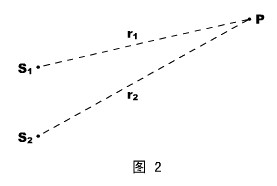 P
r₁
S₁
r₂
S₂
图 2